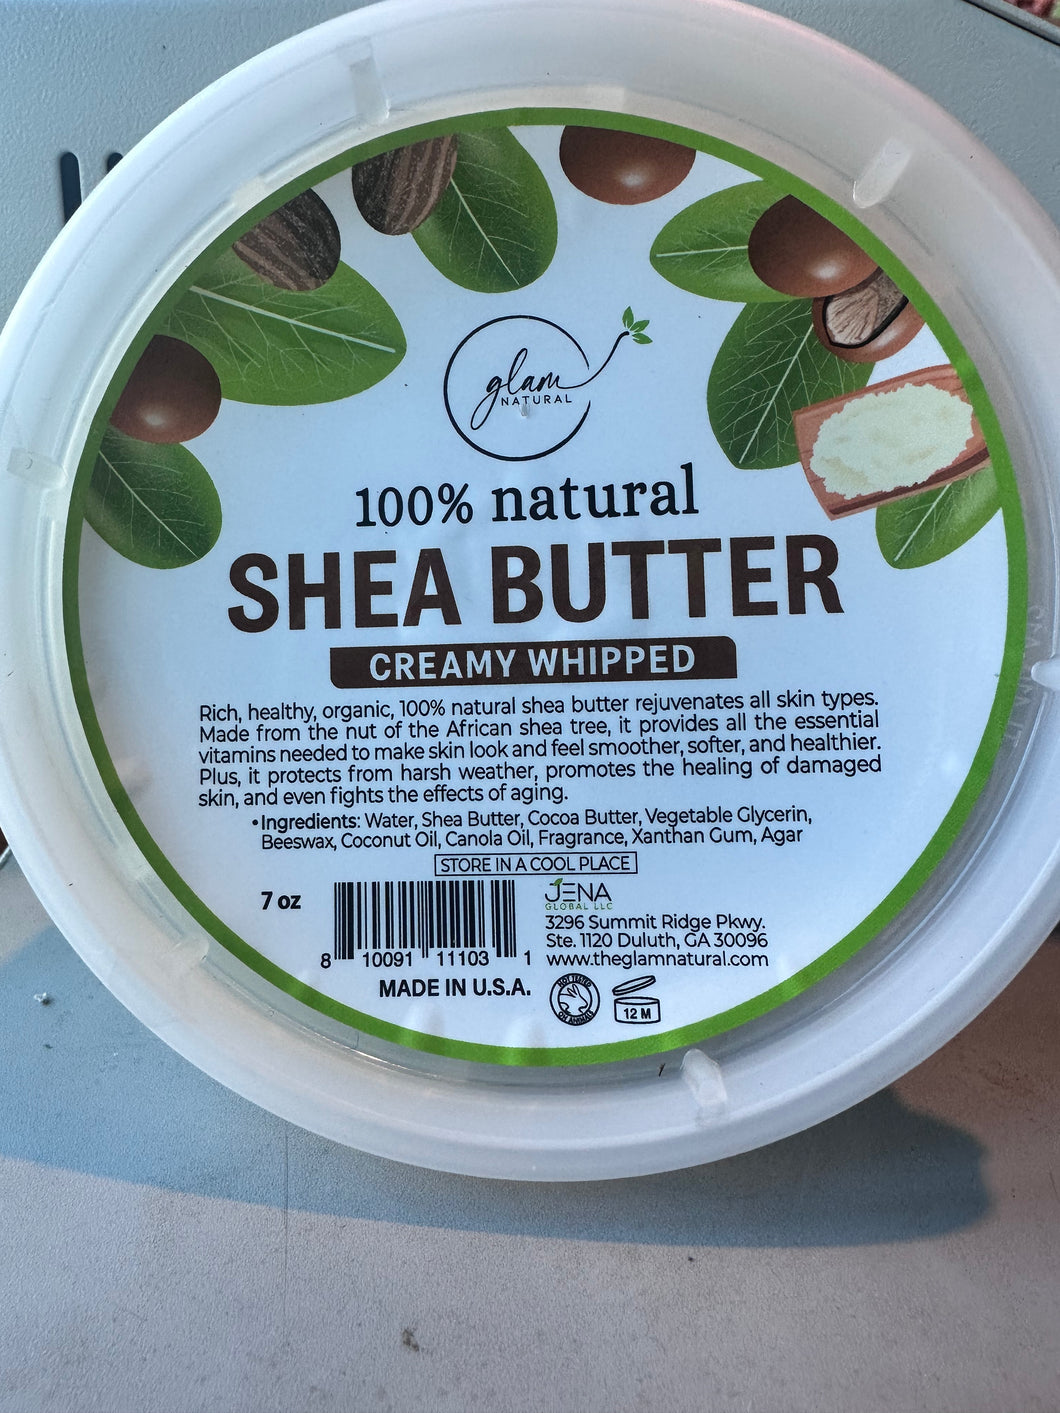 glam
NATURAL
100% natural
SHEA BUTTER
CREAMY WHIPPED
Rich, healthy, organic, 100% natural shea butter rejuvenates all skin types.
Made from the nut of the African shea tree, it provides all the essential
vitamins needed to make skin look and feel smoother, softer, and healthier.
Plus, it protects from harsh weather, promotes the healing of damaged
skin, and even fights the effects of aging.
• Ingredients: Water, Shea Butter, Cocoa Butter, Vegetable Glycerin,
Beeswax, Coconut Oil, Canola Oil, Fragrance, Xanthan Gum, Agar
STORE IN A COOL PLACE
7 oz
8 10091 11103 1
MADE IN U.S.A.
JENA
GLOBAL LLC
3296 Summit Ridge Pkwy.
Ste. 1120 Duluth, GA 30096
www.theglamnatural.com
NOT TESTED
ON ANIMALS
12 M